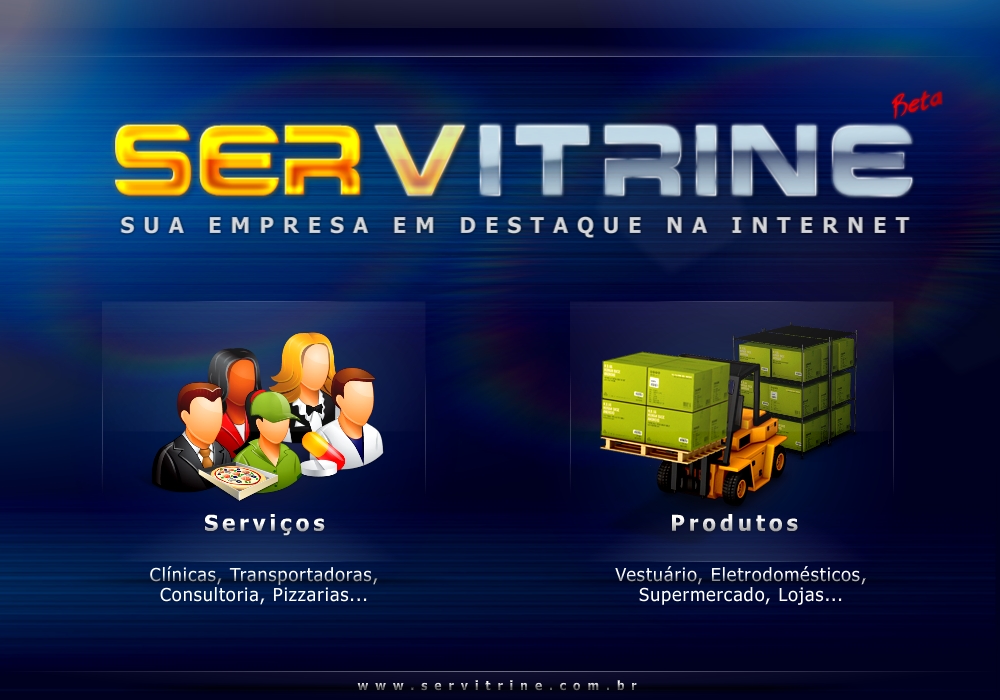 Beta
SERVITRINE
SUA EMPRESA EM DESTAQUE NA INTERNET
Serviços
Clínicas, Transportadoras,
Consultoria, Pizzarias...
Produtos
Vestuário, Eletrodomésticos,
Supermercado, Lojas...
www.servitrine.com.br